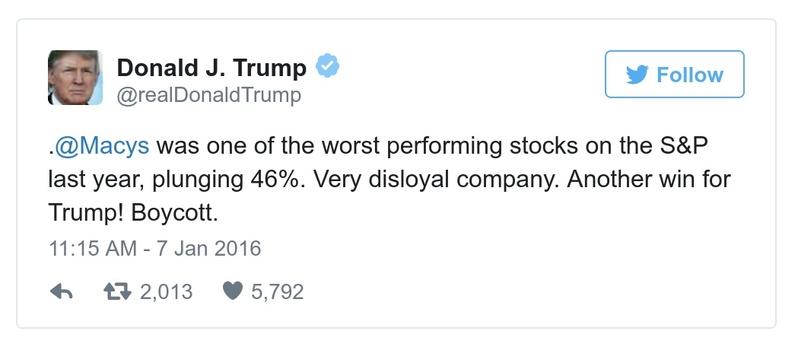 Donald J. Trump
@realDonaldTrump
Follow
.@Macys was one of the worst performing stocks on the S&P
last year, plunging 46%. Very disloyal company. Another win for
Trump! Boycott.
11:15 AM - 7 Jan 2016
2,013 5,792